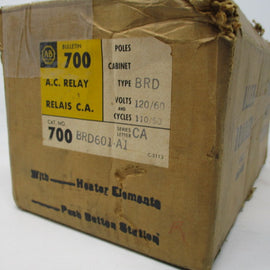 AB
BULLETIN
700
A.C. RELAY
RELAIS C.A.
POLES
CABINET
TYPE BRD
VOLTS 120/60
AND
CYCLES 110/50
CAT. NO.
700 BRD601-A1
SERIES
LETTER CA
With Heater Elements
Push Button Station